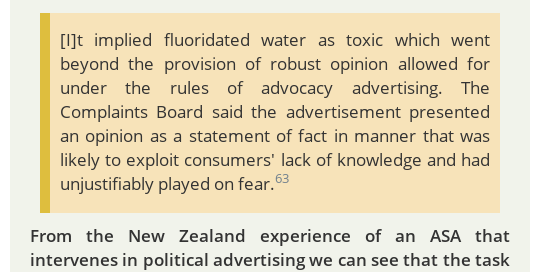 [I]t implied fluoridated water as toxic which went
beyond the provision of robust opinion allowed for
under the rules of advocacy advertising. The
Complaints Board said the advertisement presented
an opinion as a statement of fact in manner that was
likely to exploit consumers' lack of knowledge and had
unjustifiably played on fear.63
From the New Zealand experience of an ASA that
intervenes in political advertising we can see that the task